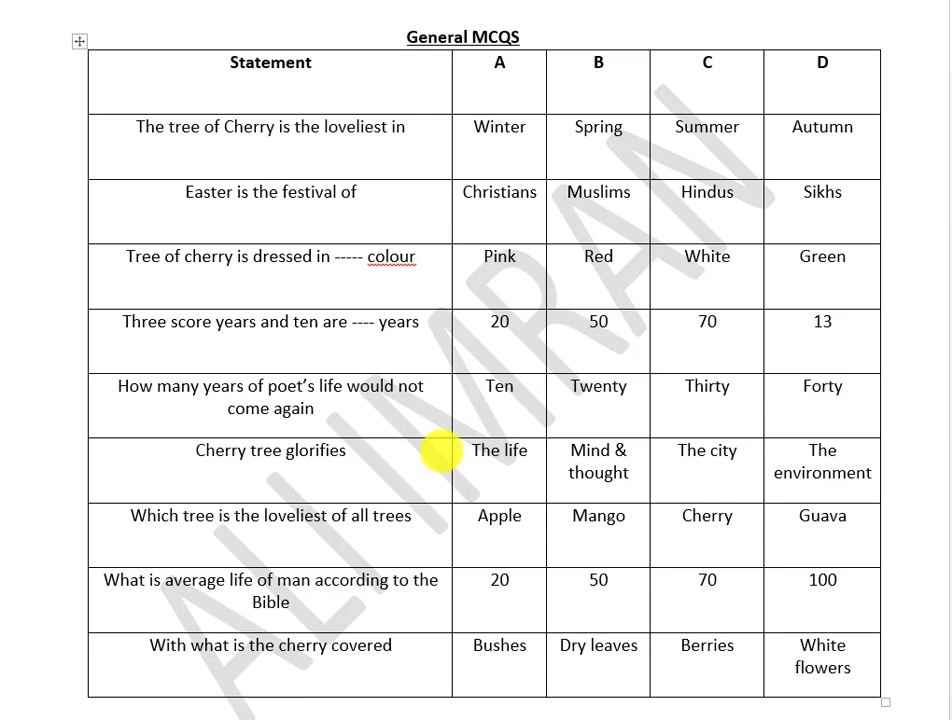 General MCQS
Statement A B C D
The tree of Cherry is the loveliest in Winter Spring Summer Autumn
Easter is the festival of Christians Muslims Hindus Sikhs
Tree of cherry is dressed in ----- colour Pink Red White Green
Three score years and ten are ---- years 20 50 70 13
How many years of poet's life would not Ten Twenty Thirty Forty
come again
Cherry tree glorifies The life Mind & The city The
thought environment
Which tree is the loveliest of all trees Apple Mango Cherry Guava
What is average life of man according to the 20 50 70 100
Bible
With what is the cherry covered Bushes Dry leaves Berries White
flowers
ALI IMRAN